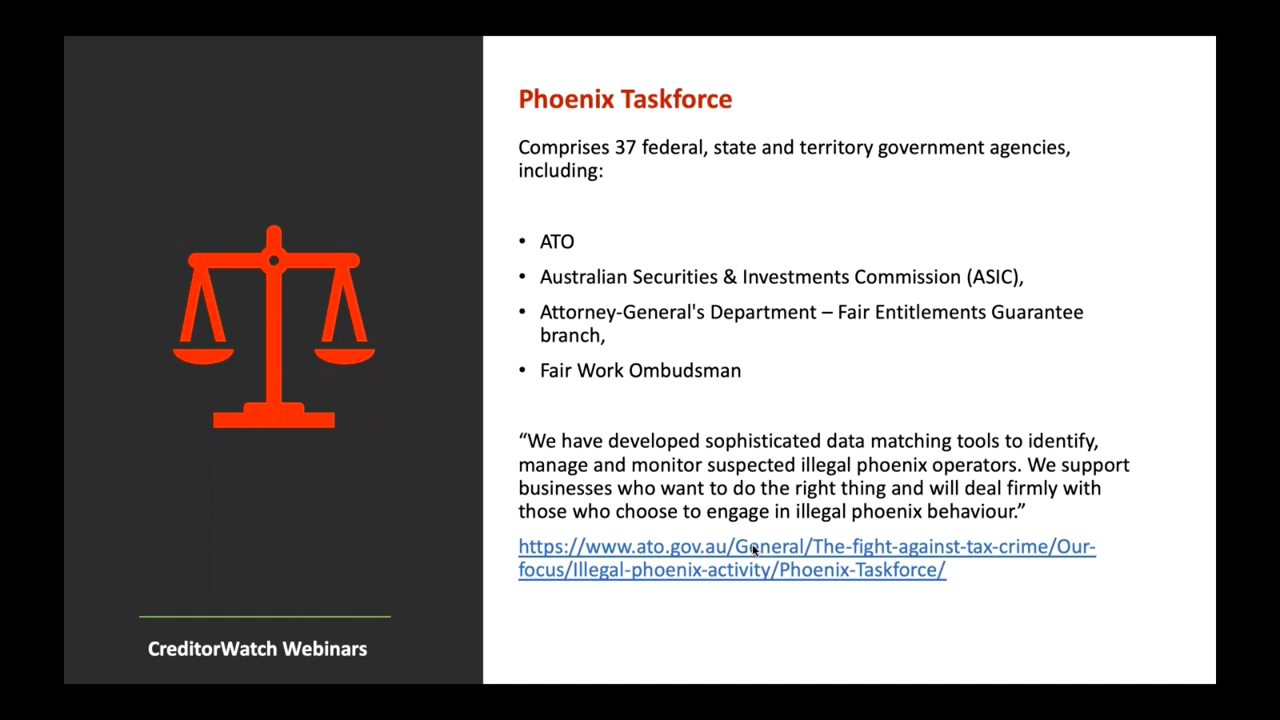 Phoenix Taskforce
Comprises 37 federal, state and territory government agencies,
including:
• ATO
• Australian Securities & Investments Commission (ASIC),
• Attorney-General's Department – Fair Entitlements Guarantee
branch,
• Fair Work Ombudsman
“We have developed sophisticated data matching tools to identify,
manage and monitor suspected illegal phoenix operators. We support
businesses who want to do the right thing and will deal firmly with
those who choose to engage in illegal phoenix behaviour.”
https://www.ato.gov.au/General/The-fight-against-tax-crime/Our-
focus/Illegal-phoenix-activity/Phoenix-Taskforce/
CreditorWatch Webinars